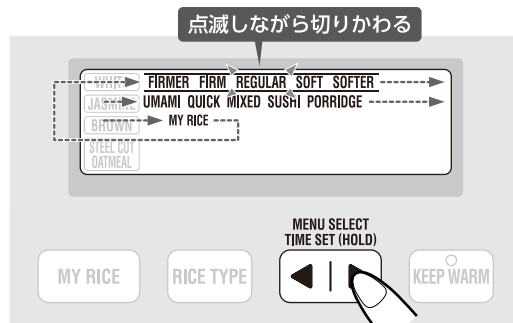 点滅しながら切りかわる
WHITE FIRMER FIRM REGULAR SOFT SOFTER
JASMINE UMAMI QUICK MIXED SUSHI PORRIDGE
BROWN MY RICE
STEEL CUT
OATMEAL
MENU SELECT
TIME SET (HOLD)
MY RICE RICE TYPE KEEP WARM